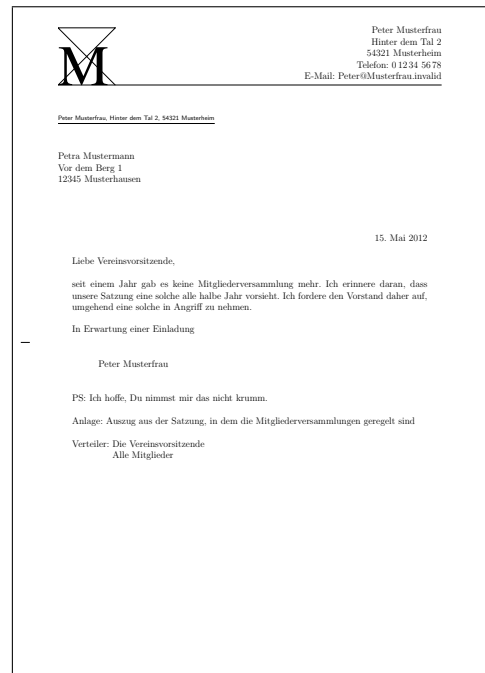 Peter Musterfrau
Hinter dem Tal 2
54321 Musterheim
Telefon: 0 12 34 56 78
E-Mail: Peter@Musterfrau.invalid
M
Peter Musterfrau, Hinter dem Tal 2, 54321 Musterheim
Petra Mustermann
Vor dem Berg 1
12345 Musterhausen
15. Mai 2012
Liebe Vereinsvorsitzende,
seit einem Jahr gab es keine Mitgliederversammlung mehr. Ich erinnere daran, dass
unsere Satzung eine solche alle halbe Jahr vorsieht. Ich fordere den Vorstand daher auf,
umgehend eine solche in Angriff zu nehmen.
In Erwartung einer Einladung
Peter Musterfrau
PS: Ich hoffe, Du nimmst mir das nicht krumm.
Anlage: Auszug aus der Satzung, in dem die Mitgliederversammlungen geregelt sind
Verteiler: Die Vereinsvorsitzende
Alle Mitglieder